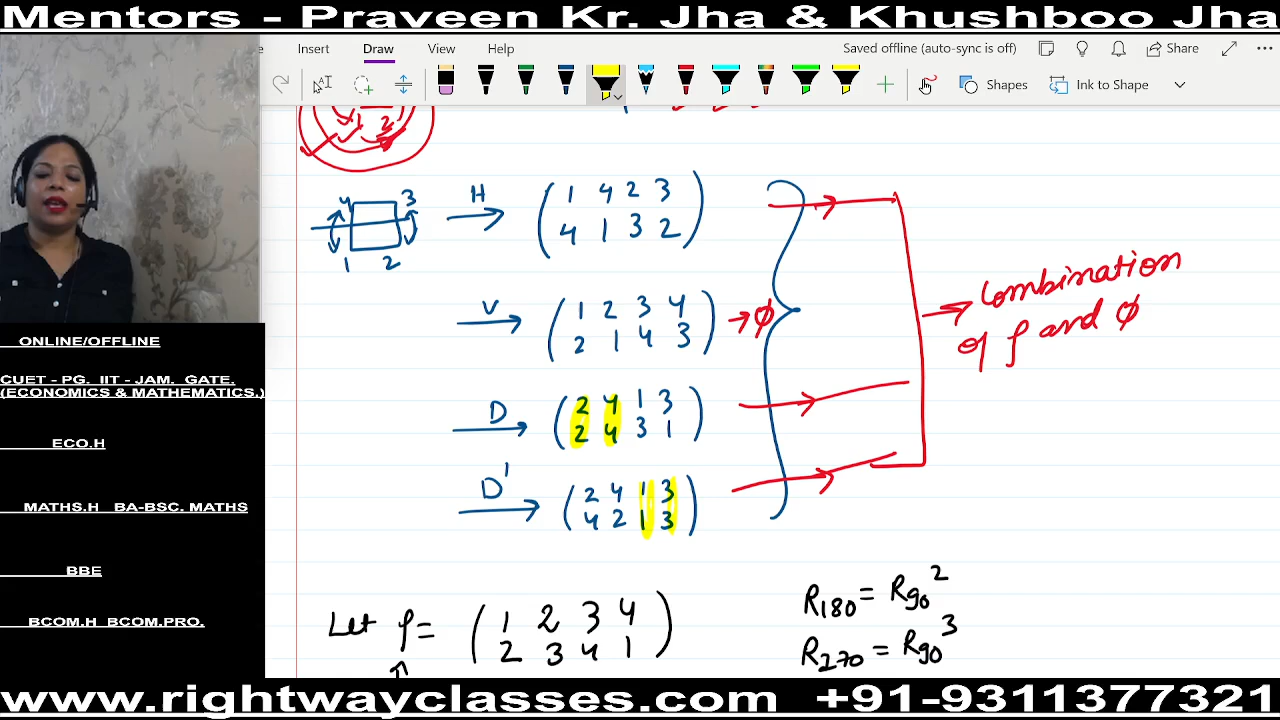 Mentors - Praveen Kr. Jha & Khushboo Jha
Insert Draw View Help Saved offline (auto-sync is off) Share
Shapes Ink to Shape
1 2
4 3
1 2
H
( 1 4 2 3 )
( 4 1 3 2 )
V
( 1 2 3 4 ) → ϕ
( 2 1 4 3 )
→ Combination
of ρ and ϕ
D
( 2 4 1 3 )
( 2 4 3 1 )
D'
( 2 4 1 3 )
( 4 2 1 3 )
Let ρ = ( 1 2 3 4 )
( 2 3 4 1 )
R180 = R90²
R270 = R90³
ONLINE/OFFLINE
CUET - PG. IIT - JAM. GATE.
(ECONOMICS & MATHEMATICS.)
ECO.H
MATHS.H BA-BSC. MATHS
BBE
BCOM.H BCOM.PRO.
www.rightwayclasses.com +91-9311377321